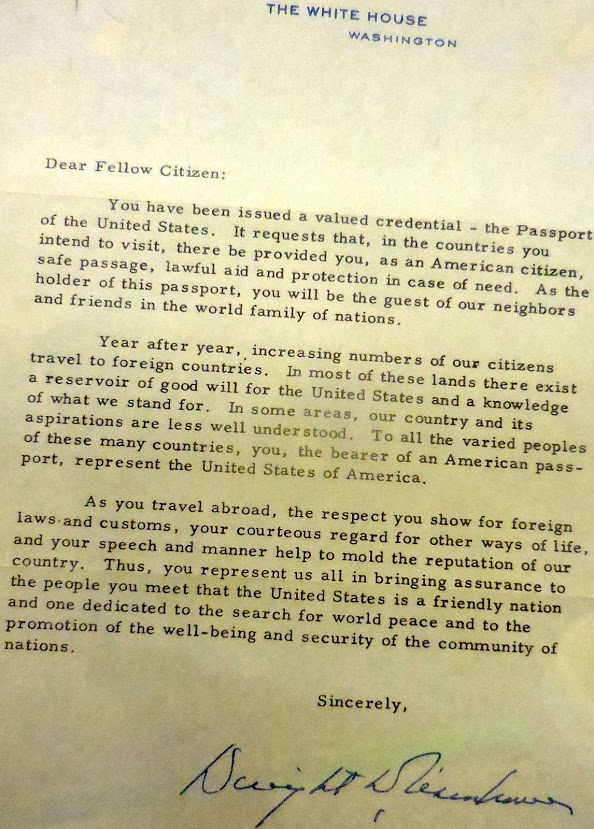 THE WHITE HOUSE
WASHINGTON
Dear Fellow Citizen:
You have been issued a valued credential - the Passport
of the United States. It requests that, in the countries you
intend to visit, there be provided you, as an American citizen,
safe passage, lawful aid and protection in case of need. As the
holder of this passport, you will be the guest of our neighbors
and friends in the world family of nations.
Year after year, increasing numbers of our citizens
travel to foreign countries. In most of these lands there exist
a reservoir of good will for the United States and a knowledge
of what we stand for. In some areas, our country and its
aspirations are less well understood. To all the varied peoples
of these many countries, you, the bearer of an American pass-
port, represent the United States of America.
As you travel abroad, the respect you show for foreign
laws and customs, your courteous regard for other ways of life,
and your speech and manner help to mold the reputation of our
country. Thus, you represent us all in bringing assurance to
the people you meet that the United States is a friendly nation
and one dedicated to the search for world peace and to the
promotion of the well-being and security of the community of
nations.
Sincerely,
Dwight D Eisenhower